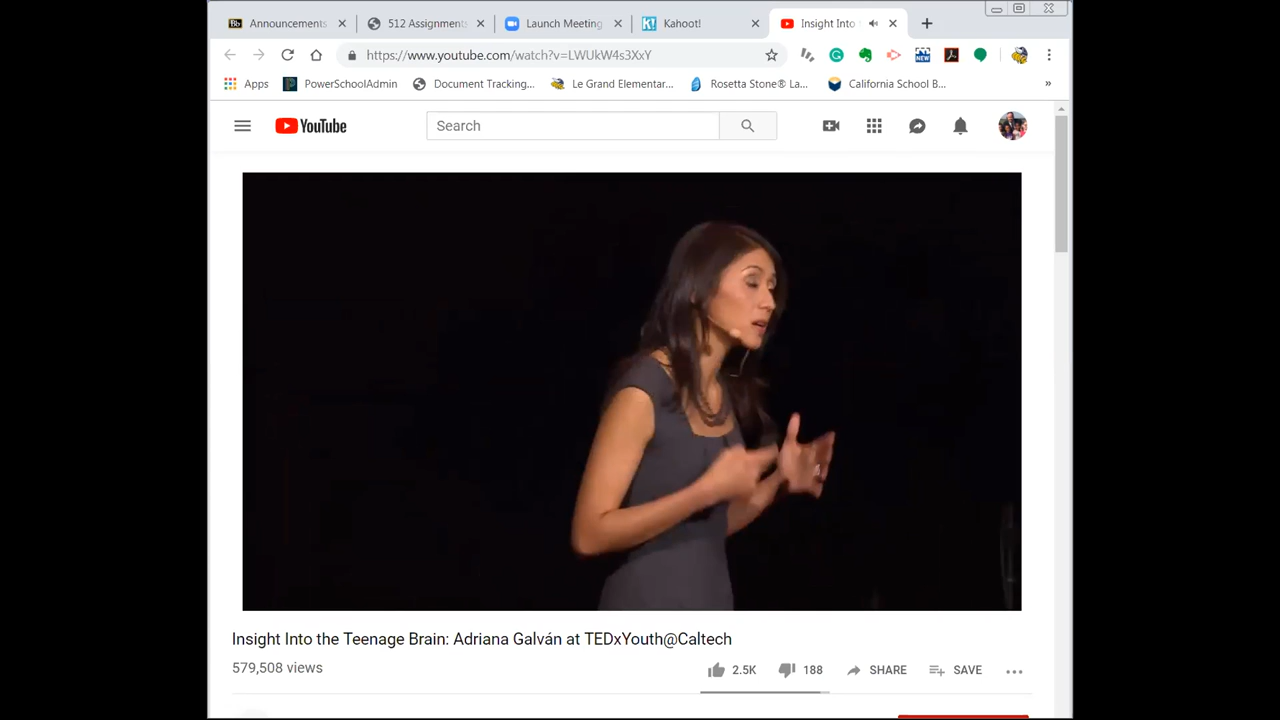 Announcements
512 Assignments
Launch Meeting
Kahoot!
Insight Into
https://www.youtube.com/watch?v=LWUkW4s3XxY
NEW
Apps
PowerSchoolAdmin
Document Tracking...
Le Grand Elementar...
Rosetta Stone® La...
California School B...
»
YouTube
Search
Insight Into the Teenage Brain: Adriana Galván at TEDxYouth@Caltech
579,508 views
2.5K
188
SHARE
SAVE